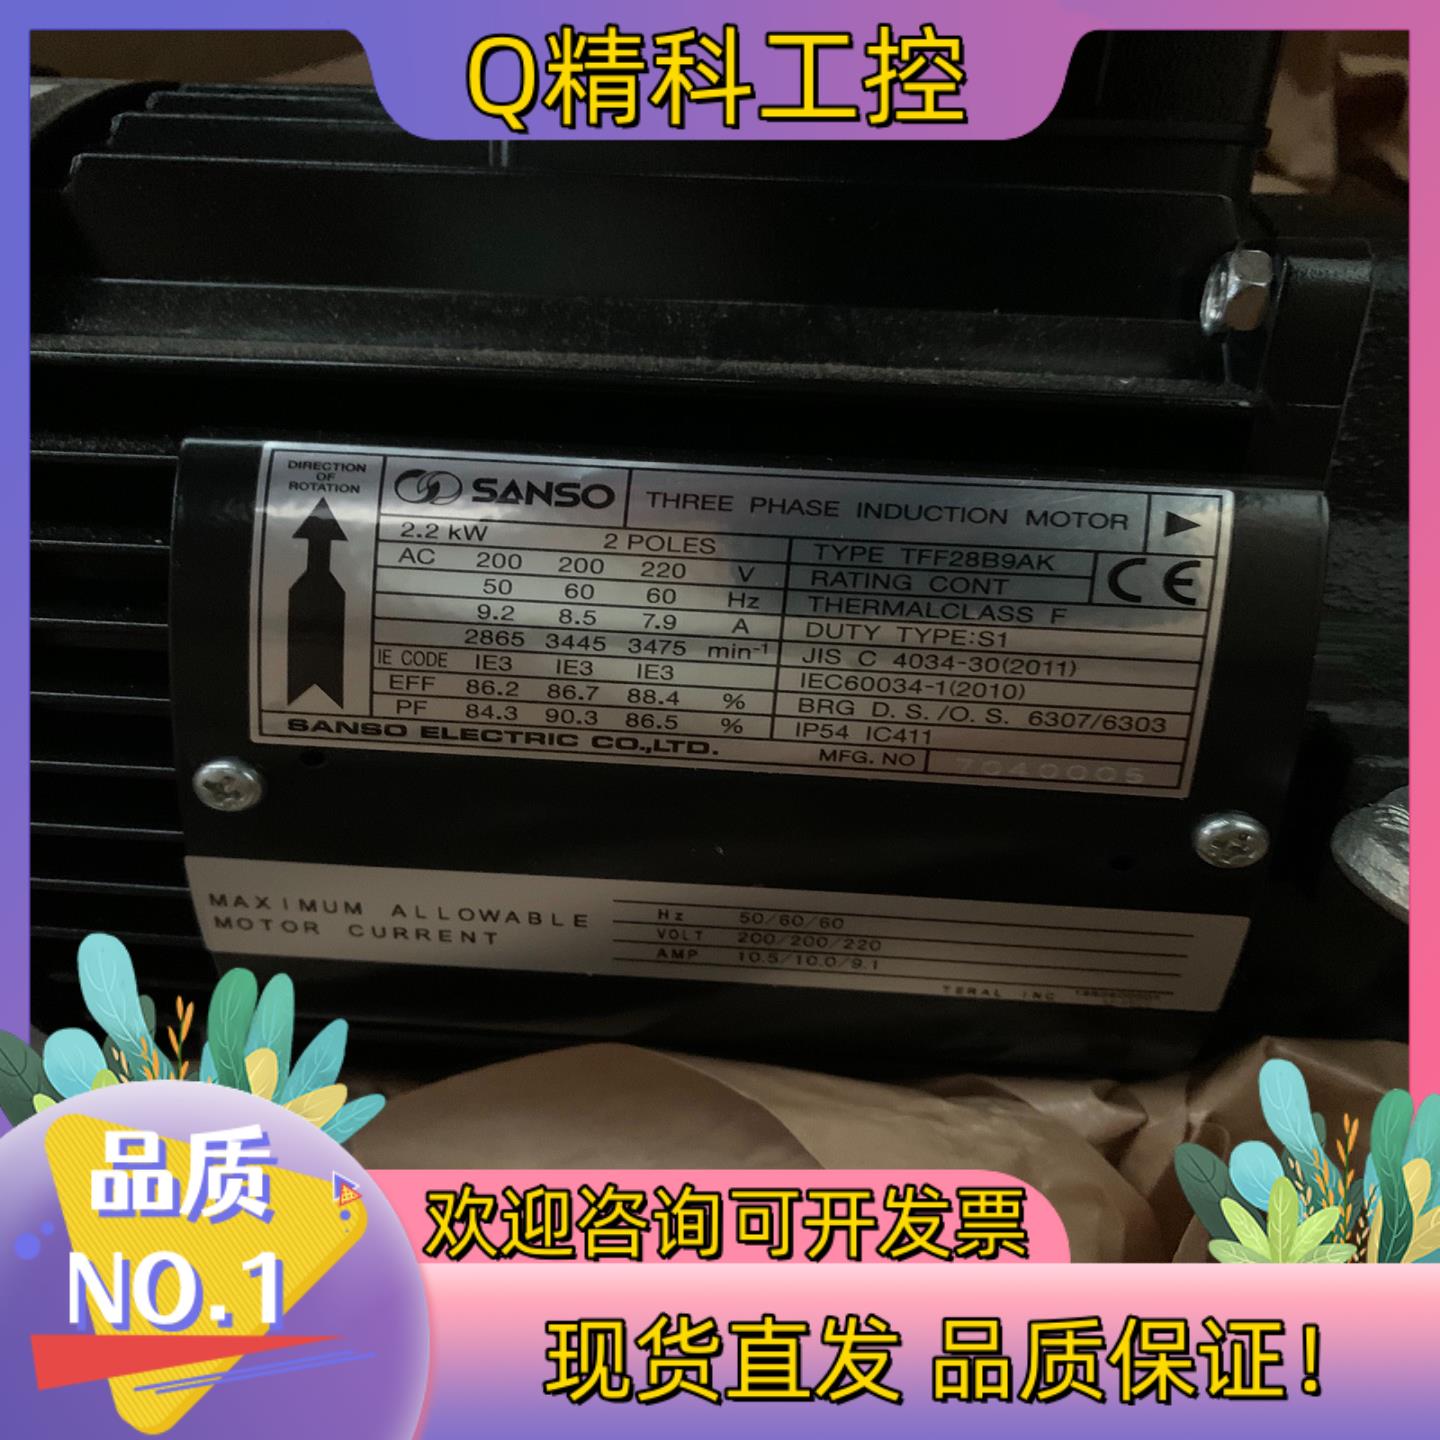 Q精科工控
DIRECTION
OF
ROTATION
SANSO
THREE PHASE INDUCTION MOTOR
2.2 kW 2 POLES
AC 200 200 220 V
50 60 60 Hz
9.2 8.5 7.9 A
2865 3445 3475 min-1
IE CODE IE3 IE3 IE3
EFF 86.2 86.7 88.4 %
PF 84.3 90.3 86.5 %
SANSO ELECTRIC CO.,LTD.
TYPE TFF28B9AK
RATING CONT
CE
THERMALCLASS F
DUTY TYPE:S1
JIS C 4034-30(2011)
IEC60034-1(2010)
BRG D.S./O.S. 6307/6303
IP54 IC411
MFG. NO 7040005
MAXIMUM ALLOWABLE
MOTOR CURRENT
Hz 50/60/60
VOLT 200/200/220
AMP 10.5/10.0/9.1
TERAL INC
品质
NO.1
欢迎咨询可开发票
现货直发 品质保证!